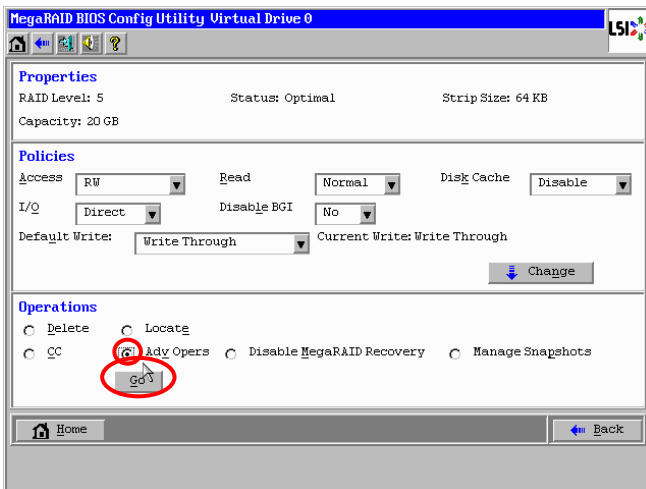 MegaRAID BIOS Config Utility Virtual Drive 0
LSI
Properties
RAID Level: 5 Status: Optimal Strip Size: 64 KB
Capacity: 20 GB
Policies
Access RW Read Normal Disk Cache Disable
I/O Direct Disable BGI No
Default Write: Write Through Current Write: Write Through
Change
Operations
Delete Locate
CC Adv Opers Disable MegaRAID Recovery Manage Snapshots
Go
Home Back